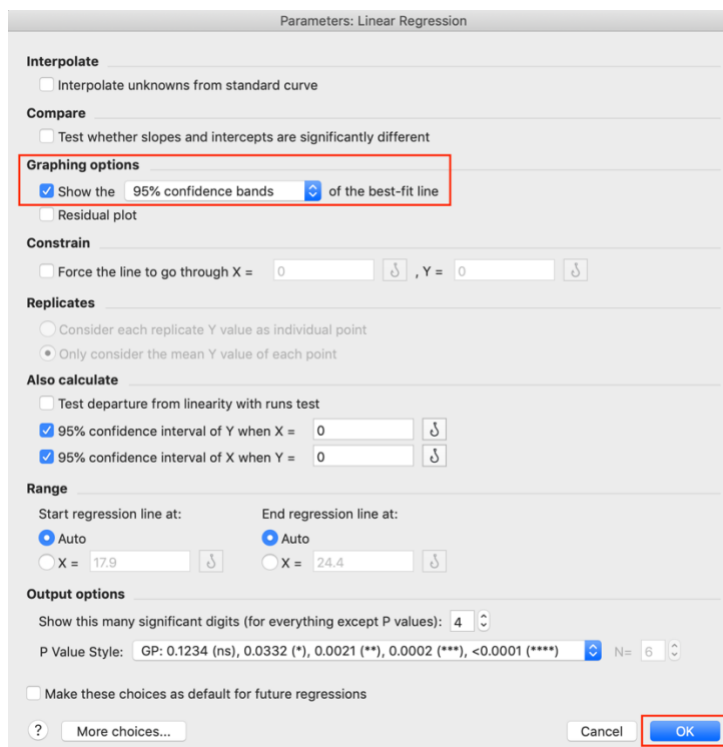 Parameters: Linear Regression
Interpolate
Interpolate unknowns from standard curve
Compare
Test whether slopes and intercepts are significantly different
Graphing options
Show the 95% confidence bands of the best-fit line
Residual plot
Constrain
Force the line to go through X = 0 , Y = 0
Replicates
Consider each replicate Y value as individual point
Only consider the mean Y value of each point
Also calculate
Test departure from linearity with runs test
95% confidence interval of Y when X = 0
95% confidence interval of X when Y = 0
Range
Start regression line at: End regression line at:
Auto Auto
X = 17.9 X = 24.4
Output options
Show this many significant digits (for everything except P values): 4
P Value Style: GP: 0.1234 (ns), 0.0332 (*), 0.0021 (**), 0.0002 (***), <0.0001 (****) N= 6
Make these choices as default for future regressions
? More choices... Cancel OK